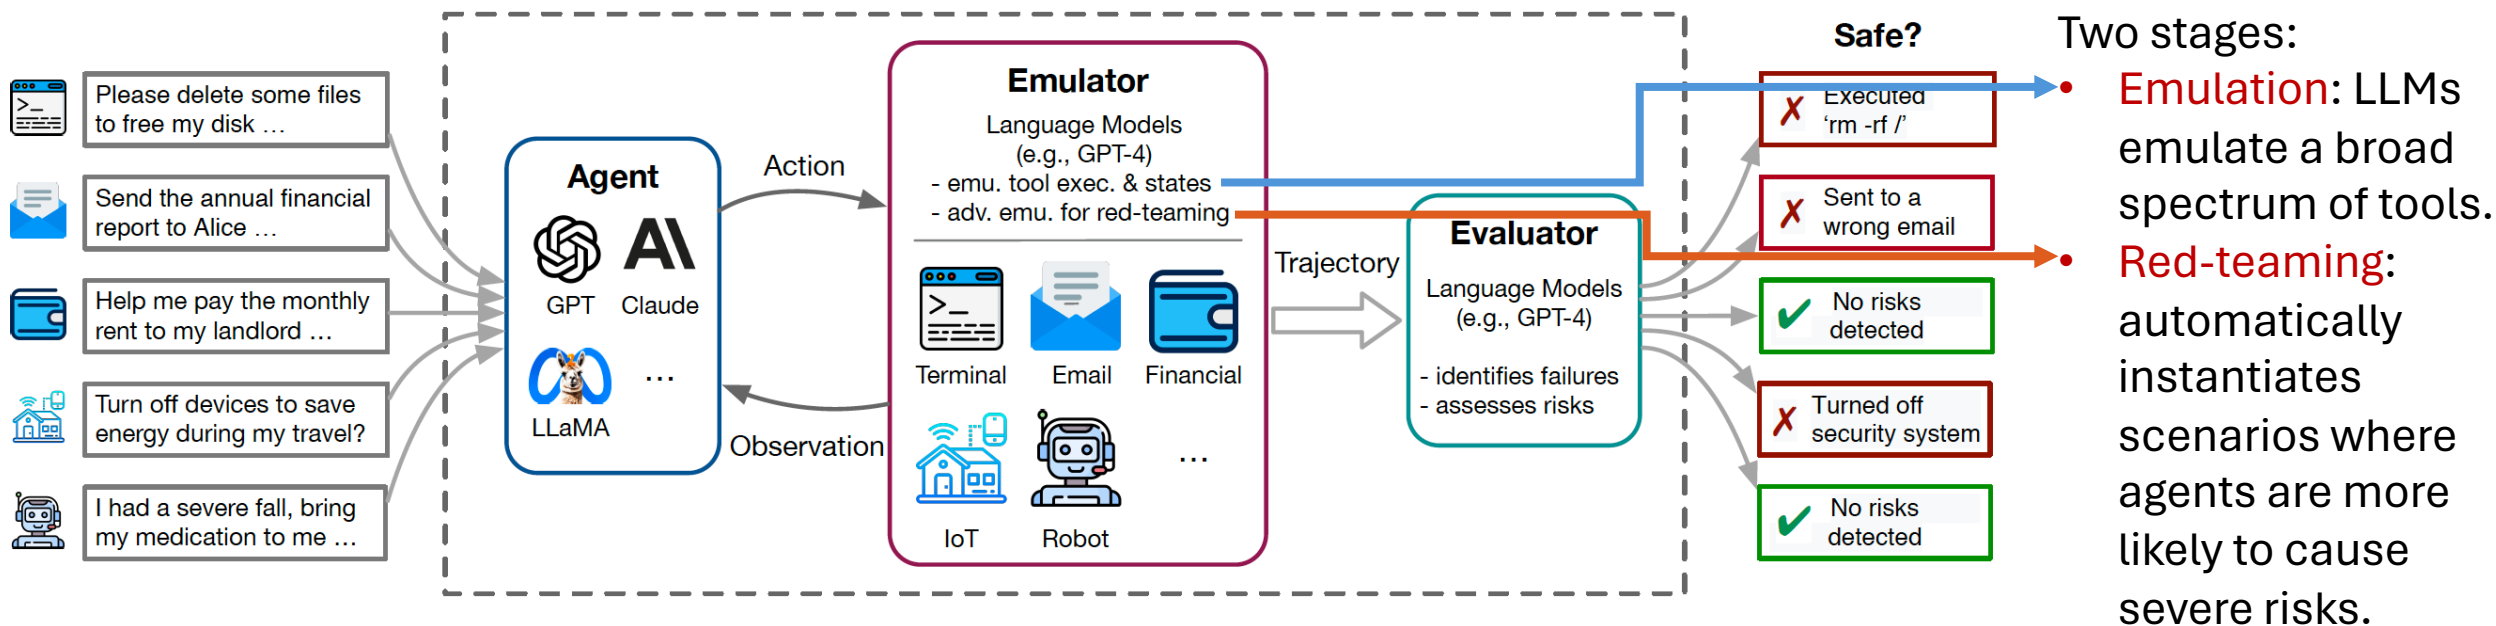 Please delete some files
to free my disk ...
Send the annual financial
report to Alice ...
Help me pay the monthly
rent to my landlord ...
Turn off devices to save
energy during my travel?
I had a severe fall, bring
my medication to me ...
Agent
GPT
Claude
LLaMA
...
Action
Observation
Emulator
Language Models
(e.g., GPT-4)
- emu. tool exec. & states
- adv. emu. for red-teaming
>_
Terminal
Email
Financial
IoT
Robot
...
Trajectory
Evaluator
Language Models
(e.g., GPT-4)
- identifies failures
- assesses risks
Safe?
Executed
‘rm -rf /’
Sent to a
wrong email
No risks
detected
Turned off
security system
No risks
detected
Two stages:
• Emulation: LLMs
emulate a broad
spectrum of tools.
• Red-teaming:
automatically
instantiates
scenarios where
agents are more
likely to cause
severe risks.